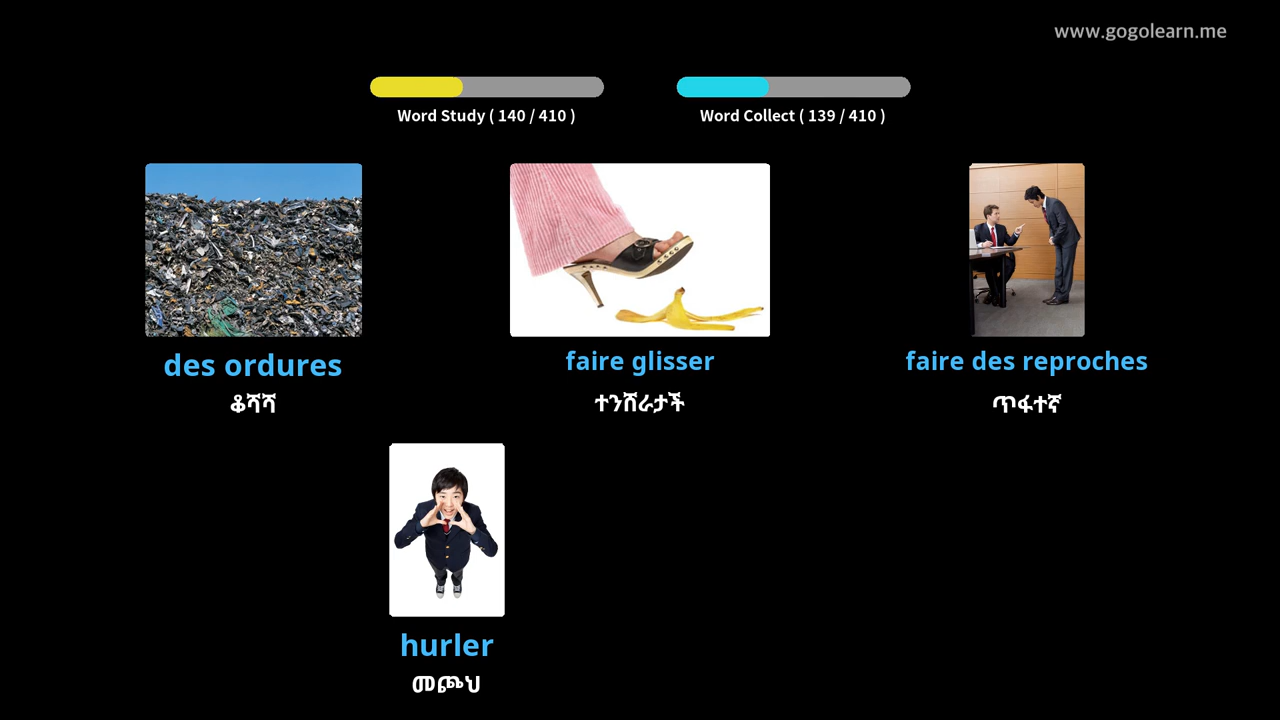 www.gogolearn.me
Word Study ( 140 / 410 )
Word Collect ( 139 / 410 )
des ordures
ቆሻሻ
faire glisser
ተንሸራታች
faire des reproches
ጥፋተኛ
hurler
መጮህ